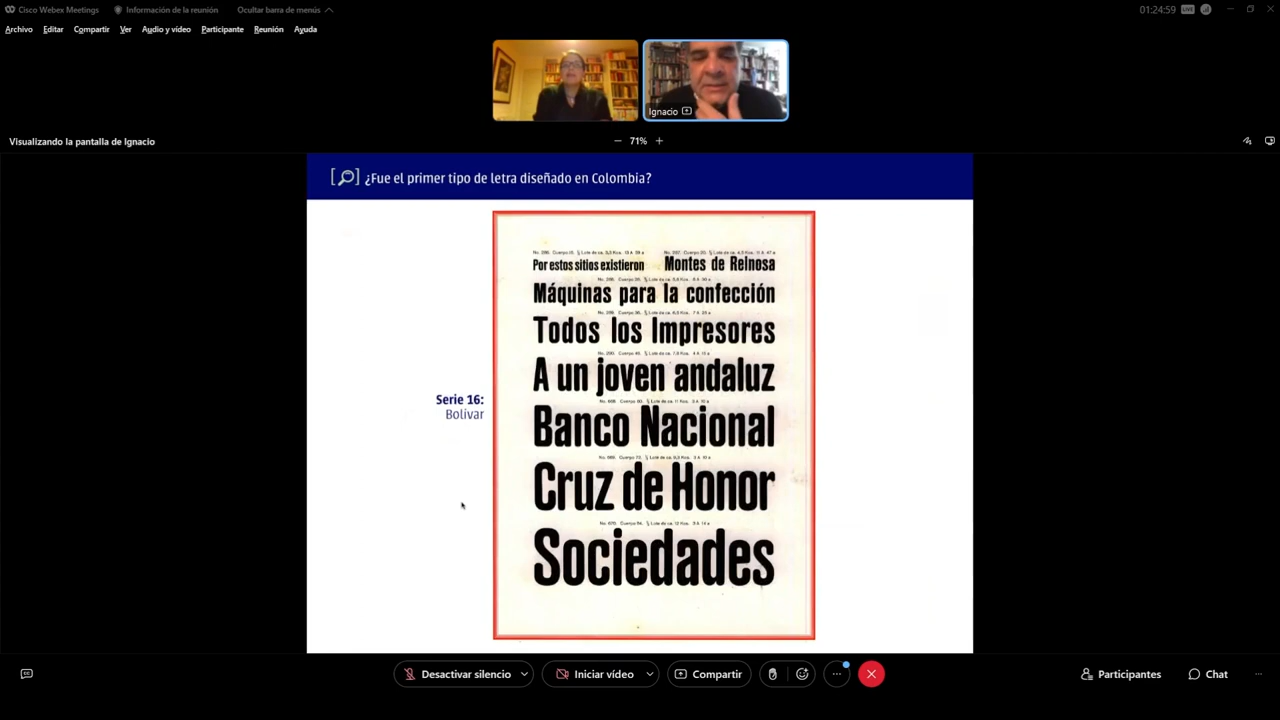 Cisco Webex Meetings
Información de la reunión
Ocultar barra de menús
01:24:59
LIVE
Archivo
Editar
Compartir
Ver
Audio y vídeo
Participante
Reunión
Ayuda
Ignacio
Visualizando la pantalla de Ignacio
71%
¿Fue el primer tipo de letra diseñado en Colombia?
Por estos sitios existieron
Montes de Reinosa
Máquinas para la confección
Todos los Impresores
A un joven andaluz
Serie 16:
Bolivar
Banco Nacional
Cruz de Honor
Sociedades
Desactivar silencio
Iniciar vídeo
Compartir
Participantes
Chat